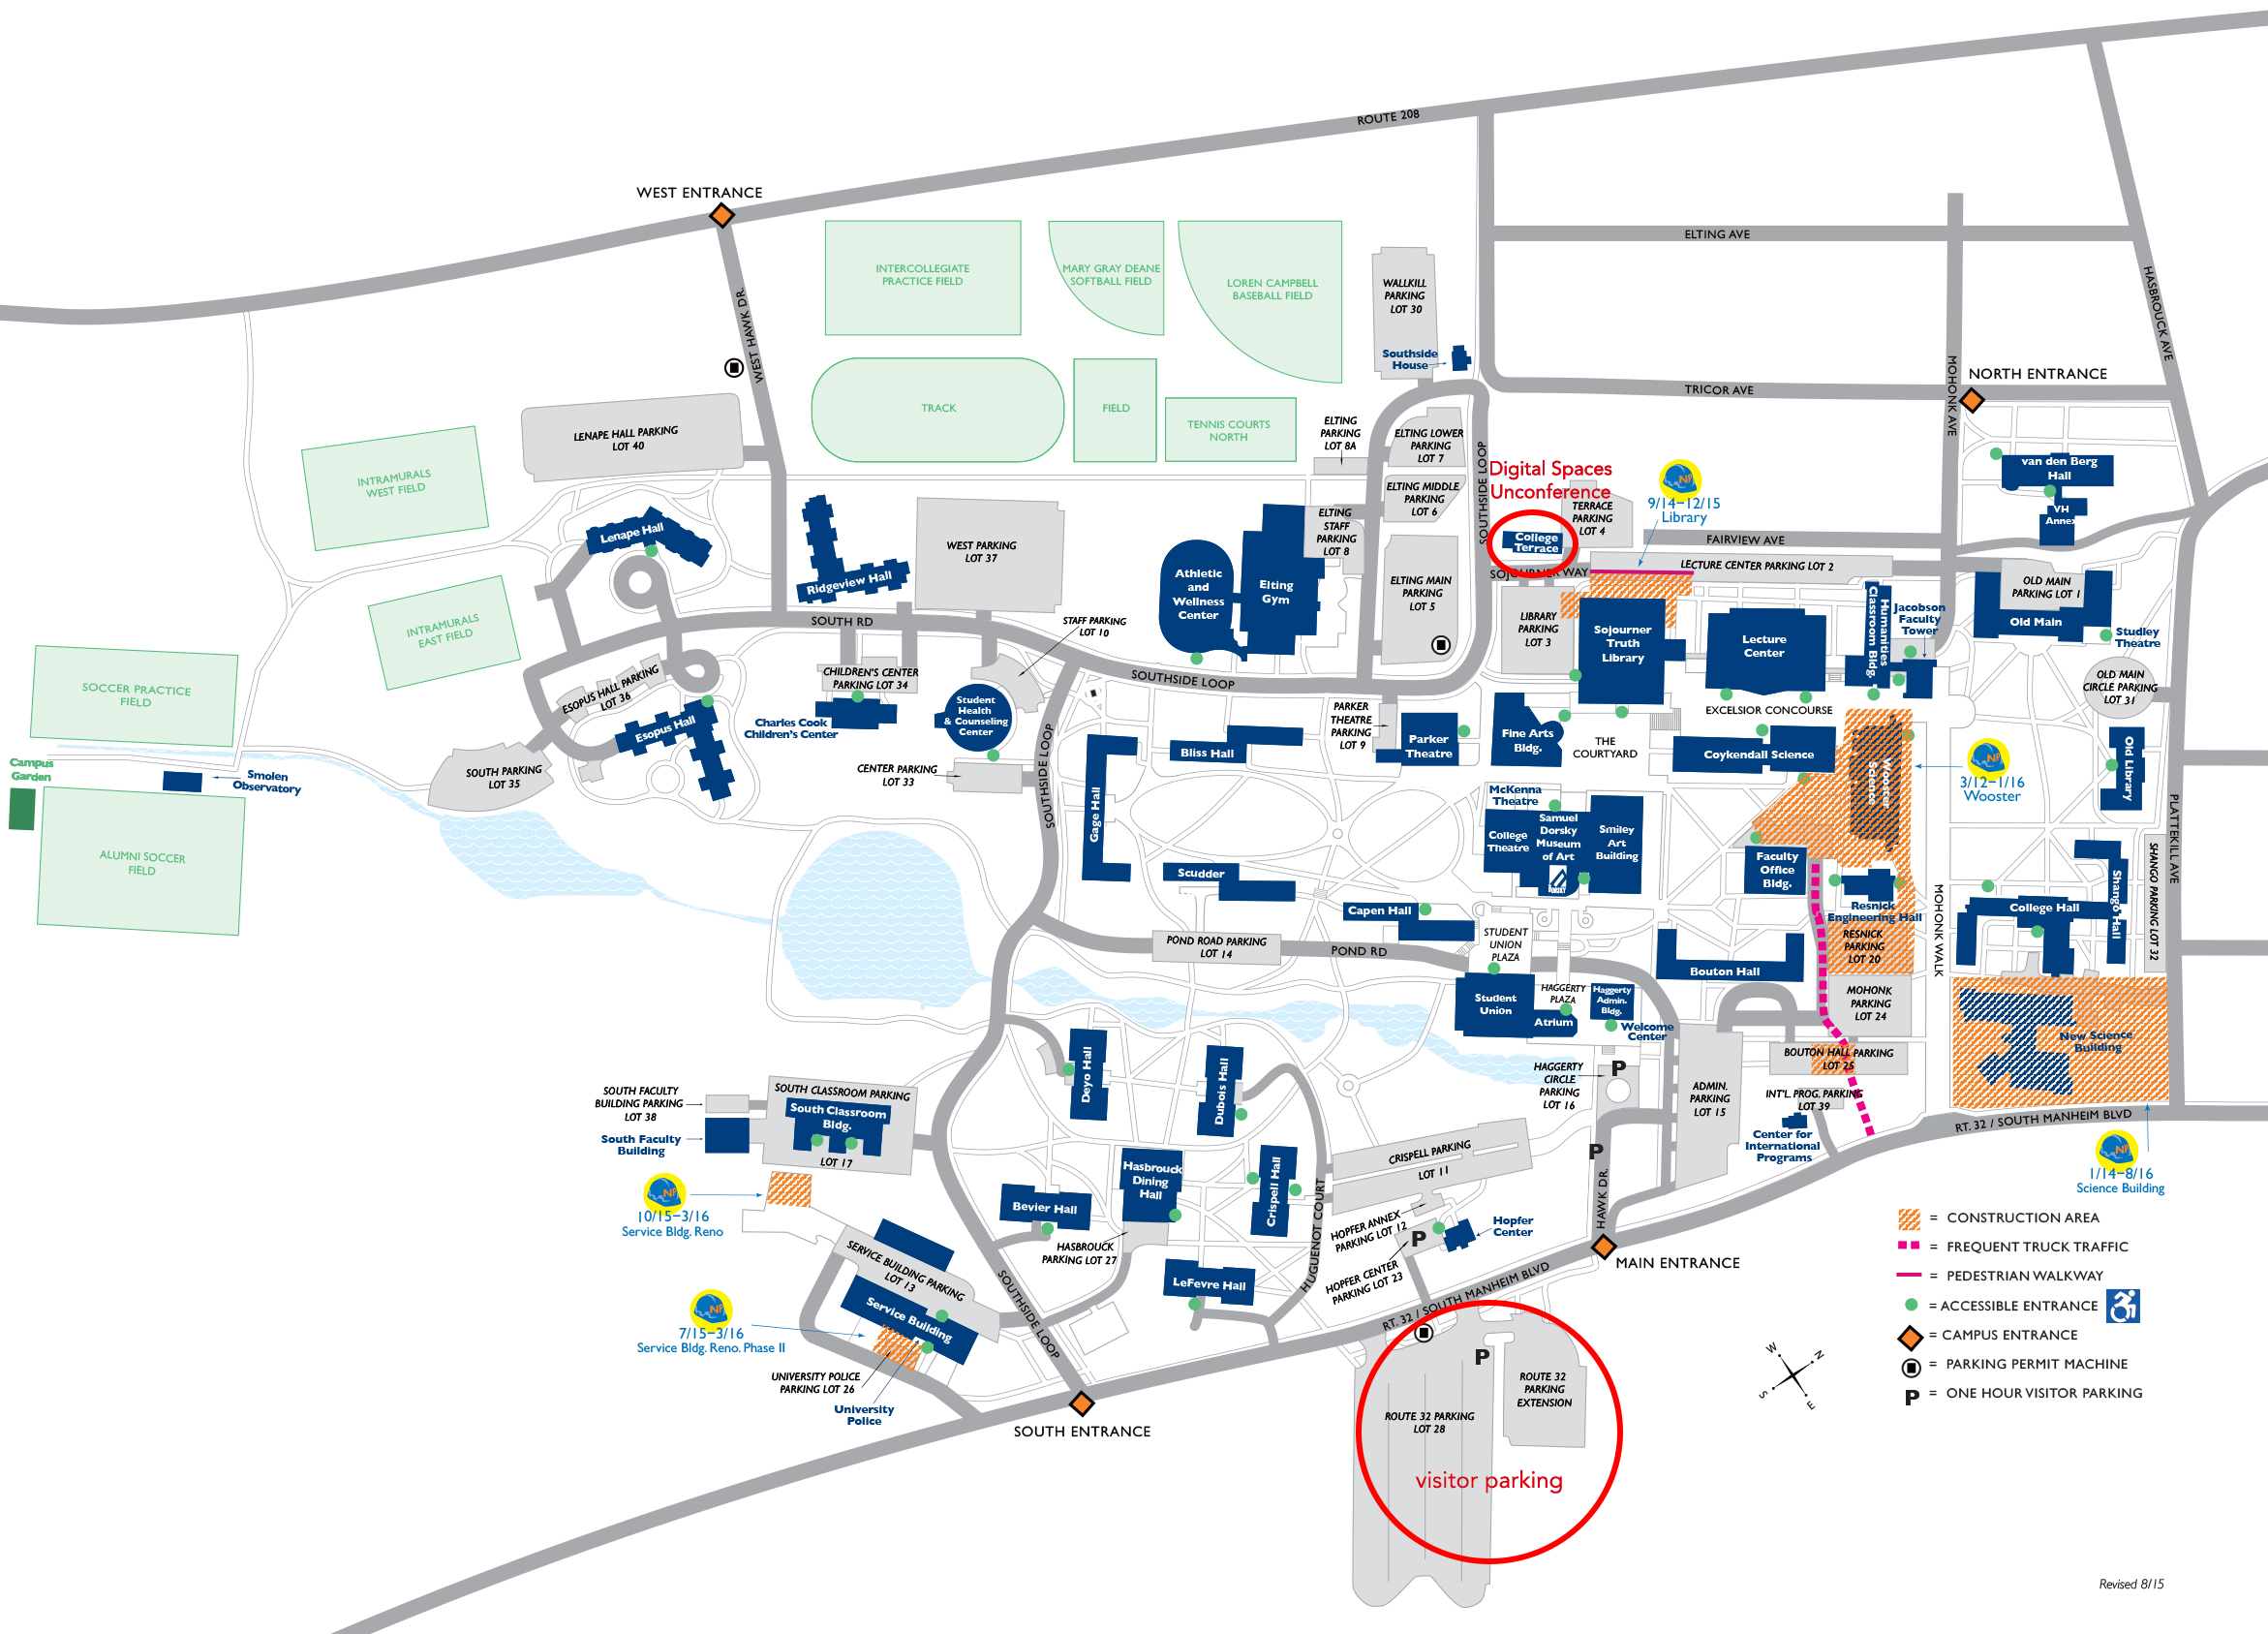 ROUTE 208
WEST ENTRANCE
WEST HAWK DR.
INTERCOLLEGIATE
PRACTICE FIELD
MARY GRAY DEANE
SOFTBALL FIELD
LOREN CAMPBELL
BASEBALL FIELD
WALLKILL
PARKING
LOT 30
Southside
House
ELTING AVE
TRICOR AVE
MOHONK AVE
HASBROUCK AVE
NORTH ENTRANCE
TRACK
FIELD
TENNIS COURTS
NORTH
ELTING
PARKING
LOT 8A
ELTING LOWER
PARKING
LOT 7
ELTING MIDDLE
PARKING
LOT 6
SOUTHSIDE LOOP
Digital Spaces
Unconference
TERRACE
PARKING
LOT 4
9/14–12/15
Library
van den Berg
Hall
VH
Annex
LENAPE HALL PARKING
LOT 40
INTRAMURALS
WEST FIELD
Lenape Hall
Ridgeview Hall
WEST PARKING
LOT 37
ELTING
STAFF
PARKING
LOT 8
Athletic
and
Wellness
Center
Elting
Gym
ELTING MAIN
PARKING
LOT 5
College
Terrace
SOJOURNER WAY
FAIRVIEW AVE
LECTURE CENTER PARKING LOT 2
OLD MAIN
PARKING LOT 1
Old Main
Studley
Theatre
INTRAMURALS
EAST FIELD
SOUTH RD
STAFF PARKING
LOT 10
LIBRARY
PARKING
LOT 3
Sojourner
Truth
Library
Lecture
Center
Humanities
Classroom Bldg.
Jacobson
Faculty
Tower
SOCCER PRACTICE
FIELD
ESOPUS HALL PARKING
LOT 36
Esopus Hall
CHILDREN'S CENTER
PARKING LOT 34
Charles Cook
Children's Center
Student
Health
& Counseling
Center
SOUTHSIDE LOOP
OLD MAIN
CIRCLE PARKING
LOT 31
EXCELSIOR CONCOURSE
PARKER
THEATRE
PARKING
LOT 9
Parker
Theatre
Fine Arts
Bldg.
THE
COURTYARD
Coykendall Science
Wooster
Science
3/12–1/16
Wooster
Old Library
Campus
Garden
Smolen
Observatory
SOUTH PARKING
LOT 35
CENTER PARKING
LOT 33
SOUTHSIDE LOOP
Gage Hall
Bliss Hall
McKenna
Theatre
College
Theatre
Samuel
Dorsky
Museum
of Art
Smiley
Art
Building
PLATTEKILL AVE
ALUMNI SOCCER
FIELD
Scudder
Faculty
Office
Bldg.
Resnick
Engineering Hall
RESNICK
PARKING
LOT 20
MOHONK WALK
College Hall
Shango Hall
SHANGO PARKING LOT 32
Capen Hall
POND ROAD PARKING
LOT 14
POND RD
STUDENT
UNION
PLAZA
Bouton Hall
Student
Union
HAGGERTY
PLAZA
Atrium
Haggerty
Admin.
Bldg.
Welcome
Center
MOHONK
PARKING
LOT 24
BOUTON HALL PARKING
LOT 25
New Science
Building
Deyo Hall
Dubois Hall
HAGGERTY
CIRCLE
PARKING
LOT 16
P
ADMIN.
PARKING
LOT 15
INT'L. PROG. PARKING
LOT 39
Center for
International
Programs
RT. 32 / SOUTH MANHEIM BLVD
SOUTH FACULTY
BUILDING PARKING
LOT 38
South Faculty
Building
SOUTH CLASSROOM PARKING
South Classroom
Bldg.
LOT 17
Hasbrouck
Dining
Hall
Crispell Hall
CRISPELL PARKING
LOT 11
P
HAWK DR.
1/14–8/16
Science Building
10/15–3/16
Service Bldg. Reno
Bevier Hall
HASBROUCK
PARKING LOT 27
HUGUENOT COURT
HOPFER ANNEX
PARKING LOT 12
P
Hopfer
Center
HOPFER CENTER
PARKING LOT 23
MAIN ENTRANCE
SERVICE BUILDING PARKING
LOT 13
Service Building
SOUTHSIDE LOOP
LeFevre Hall
RT. 32 / SOUTH MANHEIM BLVD
7/15–3/16
Service Bldg. Reno. Phase II
UNIVERSITY POLICE
PARKING LOT 26
University
Police
SOUTH ENTRANCE
P
ROUTE 32
PARKING
EXTENSION
ROUTE 32 PARKING
LOT 28
visitor parking
W
N
S
E
= CONSTRUCTION AREA
= FREQUENT TRUCK TRAFFIC
= PEDESTRIAN WALKWAY
= ACCESSIBLE ENTRANCE
= CAMPUS ENTRANCE
= PARKING PERMIT MACHINE
P = ONE HOUR VISITOR PARKING
Revised 8/15